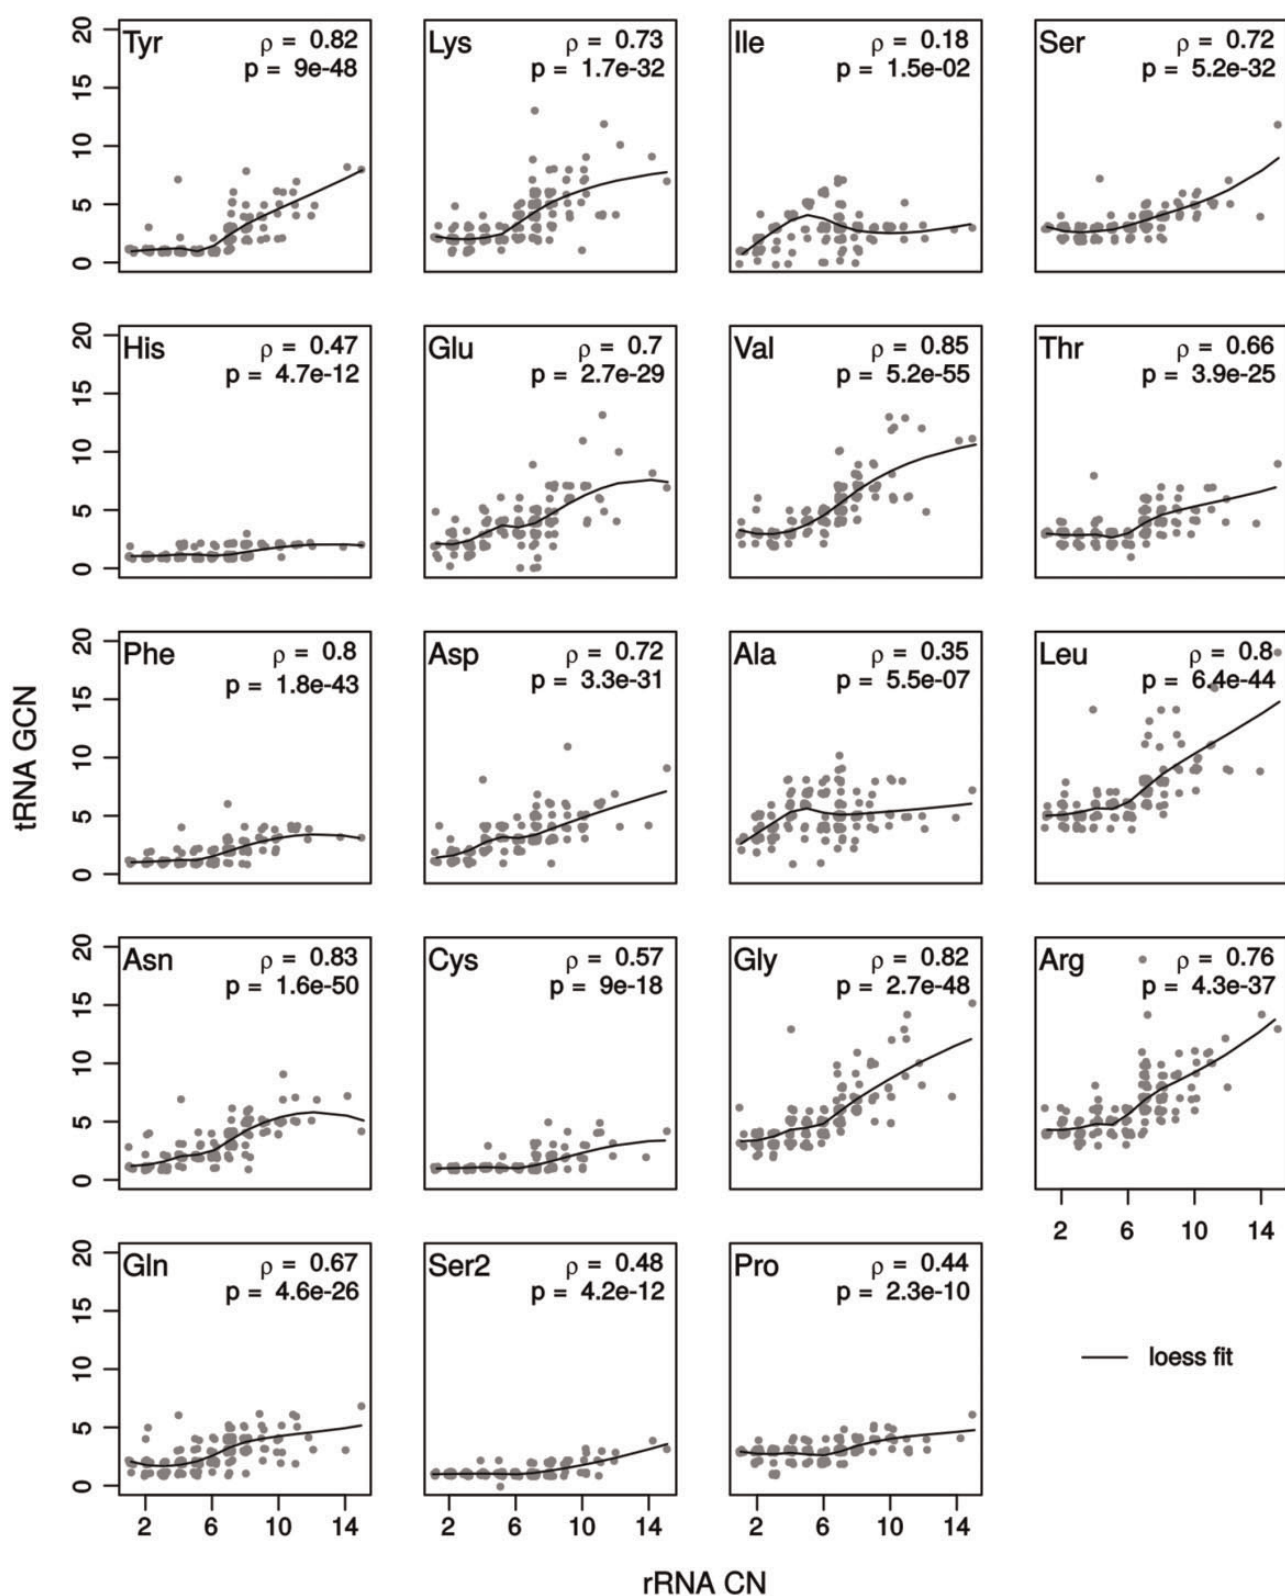 20 Tyr ρ = 0.82 Lys ρ = 0.73 Ile ρ = 0.18 Ser ρ = 0.72
p = 9e-48 p = 1.7e-32 p = 1.5e-02 p = 5.2e-32
15
10
5
0
20 His ρ = 0.47 Glu ρ = 0.7 Val ρ = 0.85 Thr ρ = 0.66
p = 4.7e-12 p = 2.7e-29 p = 5.2e-55 p = 3.9e-25
15
10
5
0
20 Phe ρ = 0.8 Asp ρ = 0.72 Ala ρ = 0.35 Leu ρ = 0.8
p = 1.8e-43 p = 3.3e-31 p = 5.5e-07 p = 6.4e-44
15
tRNA GCN
10
5
0
20 Asn ρ = 0.83 Cys ρ = 0.57 Gly ρ = 0.82 Arg ρ = 0.76
p = 1.6e-50 p = 9e-18 p = 2.7e-48 p = 4.3e-37
15
10
5
0
2 6 10 14
20 Gln ρ = 0.67 Ser2 ρ = 0.48 Pro ρ = 0.44
p = 4.6e-26 p = 4.2e-12 p = 2.3e-10
15
loess fit
10
5
0
2 6 10 14 2 6 10 14 2 6 10 14
rRNA CN